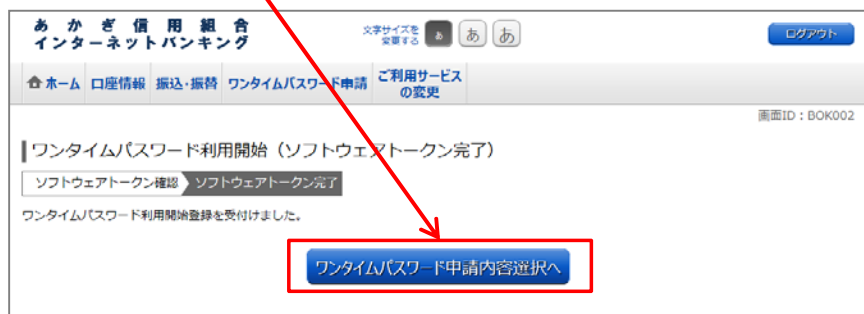 あかぎ信用組合
インターネットバンキング
文字サイズを
変更する
あ あ あ
ログアウト
ホーム 口座情報 振込・振替 ワンタイムパスワード申請 ご利用サービス
の変更
画面ID：BOK002
ワンタイムパスワード利用開始（ソフトウェアトークン完了）
ソフトウェアトークン確認 ソフトウェアトークン完了
ワンタイムパスワード利用開始登録を受付けました。
ワンタイムパスワード申請内容選択へ